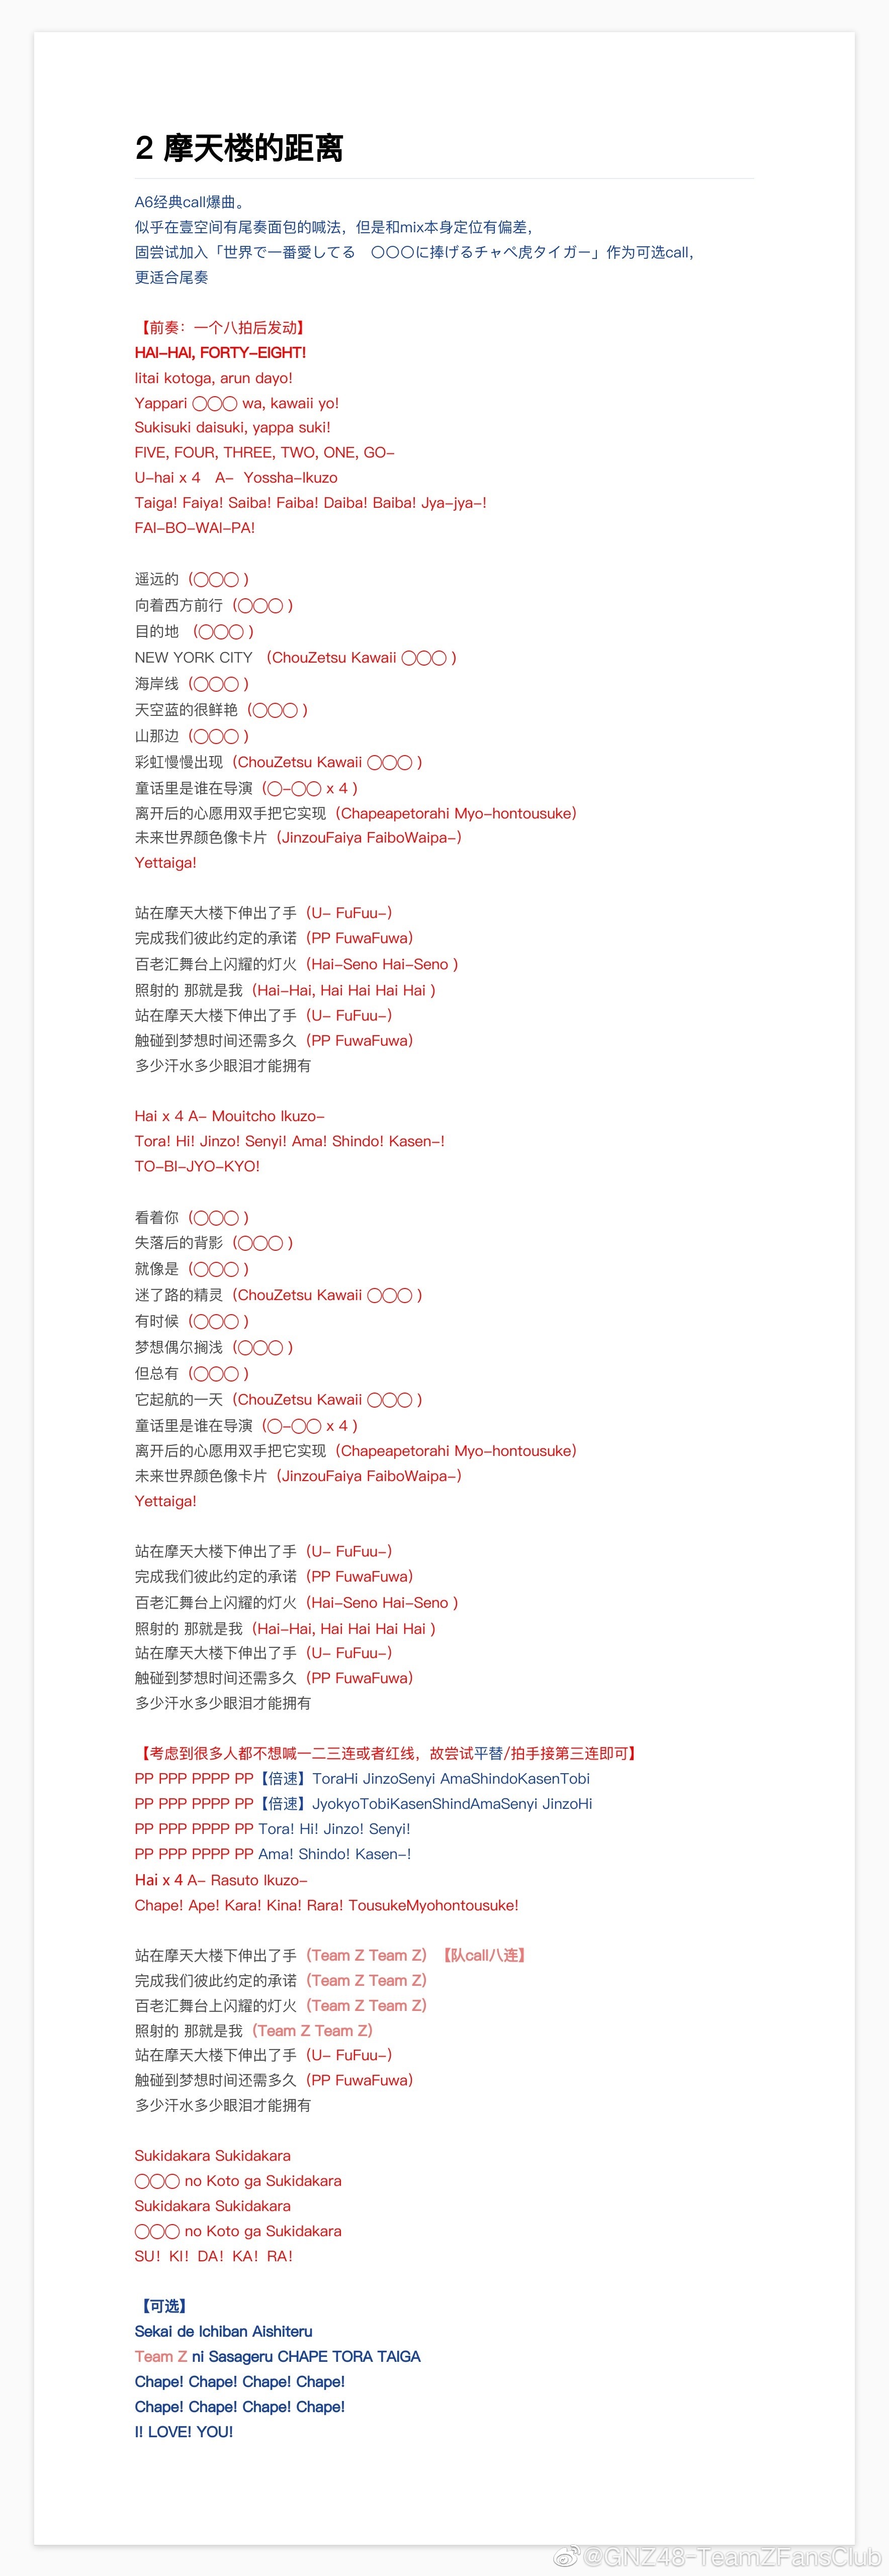 2 摩天楼的距离
A6经典call爆曲。
似乎在壹空间有尾奏面包的喊法，但是和mix本身定位有偏差，
固尝试加入「世界で一番愛してる　〇〇〇に捧げるチャペ虎タイガー」作为可选call，
更适合尾奏
【前奏：一个八拍后发动】
HAI-HAI, FORTY-EIGHT!
Iitai kotoga, arun dayo!
Yappari ◯◯◯ wa, kawaii yo!
Sukisuki daisuki, yappa suki!
FIVE, FOUR, THREE, TWO, ONE, GO-
U-hai x 4　A-　Yossha-Ikuzo
Taiga! Faiya! Saiba! Faiba! Daiba! Baiba! Jya-jya-!
FAI-BO-WAI-PA!
遥远的（◯◯◯ ）
向着西方前行（◯◯◯ ）
目的地 （◯◯◯ ）
NEW YORK CITY （ChouZetsu Kawaii ◯◯◯ ）
海岸线（◯◯◯ ）
天空蓝的很鲜艳（◯◯◯ ）
山那边（◯◯◯ ）
彩虹慢慢出现（ChouZetsu Kawaii ◯◯◯ ）
童话里是谁在导演（◯-◯◯ x 4 ）
离开后的心愿用双手把它实现（Chapeapetorahi Myo-hontousuke）
未来世界颜色像卡片（JinzouFaiya FaiboWaipa-）
Yettaiga!
站在摩天大楼下伸出了手（U- FuFuu-）
完成我们彼此约定的承诺（PP FuwaFuwa）
百老汇舞台上闪耀的灯火（Hai-Seno Hai-Seno ）
照射的 那就是我（Hai-Hai, Hai Hai Hai Hai ）
站在摩天大楼下伸出了手（U- FuFuu-）
触碰到梦想时间还需多久（PP FuwaFuwa）
多少汗水多少眼泪才能拥有
Hai x 4 A- Mouitcho Ikuzo-
Tora! Hi! Jinzo! Senyi! Ama! Shindo! Kasen-!
TO-BI-JYO-KYO!
看着你（◯◯◯ ）
失落后的背影（◯◯◯ ）
就像是（◯◯◯ ）
迷了路的精灵（ChouZetsu Kawaii ◯◯◯ ）
有时候（◯◯◯ ）
梦想偶尔搁浅（◯◯◯ ）
但总有（◯◯◯ ）
它起航的一天（ChouZetsu Kawaii ◯◯◯ ）
童话里是谁在导演（◯-◯◯ x 4 ）
离开后的心愿用双手把它实现（Chapeapetorahi Myo-hontousuke）
未来世界颜色像卡片（JinzouFaiya FaiboWaipa-）
Yettaiga!
站在摩天大楼下伸出了手（U- FuFuu-）
完成我们彼此约定的承诺（PP FuwaFuwa）
百老汇舞台上闪耀的灯火（Hai-Seno Hai-Seno ）
照射的 那就是我（Hai-Hai, Hai Hai Hai Hai ）
站在摩天大楼下伸出了手（U- FuFuu-）
触碰到梦想时间还需多久（PP FuwaFuwa）
多少汗水多少眼泪才能拥有
【考虑到很多人都不想喊一二三连或者红线，故尝试平替/拍手接第三连即可】
PP PPP PPPP PP【倍速】ToraHi JinzoSenyi AmaShindoKasenTobi
PP PPP PPPP PP【倍速】JyokyoTobiKasenShindAmaSenyi JinzoHi
PP PPP PPPP PP Tora! Hi! Jinzo! Senyi!
PP PPP PPPP PP Ama! Shindo! Kasen-!
Hai x 4 A- Rasuto Ikuzo-
Chape! Ape! Kara! Kina! Rara! TousukeMyohontousuke!
站在摩天大楼下伸出了手（Team Z Team Z）【队call八连】
完成我们彼此约定的承诺（Team Z Team Z）
百老汇舞台上闪耀的灯火（Team Z Team Z）
照射的 那就是我（Team Z Team Z）
站在摩天大楼下伸出了手（U- FuFuu-）
触碰到梦想时间还需多久（PP FuwaFuwa）
多少汗水多少眼泪才能拥有
Sukidakara Sukidakara
◯◯◯ no Koto ga Sukidakara
Sukidakara Sukidakara
◯◯◯ no Koto ga Sukidakara
SU！KI！DA！KA！RA！
【可选】
Sekai de Ichiban Aishiteru
Team Z ni Sasageru CHAPE TORA TAIGA
Chape! Chape! Chape! Chape!
Chape! Chape! Chape! Chape!
I! LOVE! YOU!
@GNZ48-TeamZFansClub